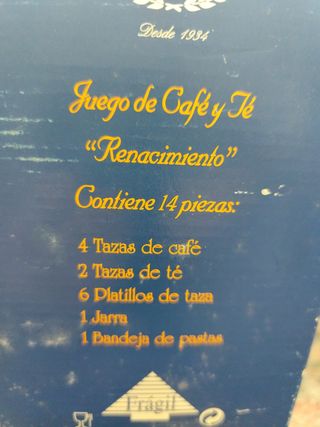 Desde 1934
Juego de Café y Té
"Renacimiento"
Contiene 14 piezas:
4 Tazas de café
2 Tazas de té
6 Platillos de taza
1 Jarra
1 Bandeja de pastas
Frágil